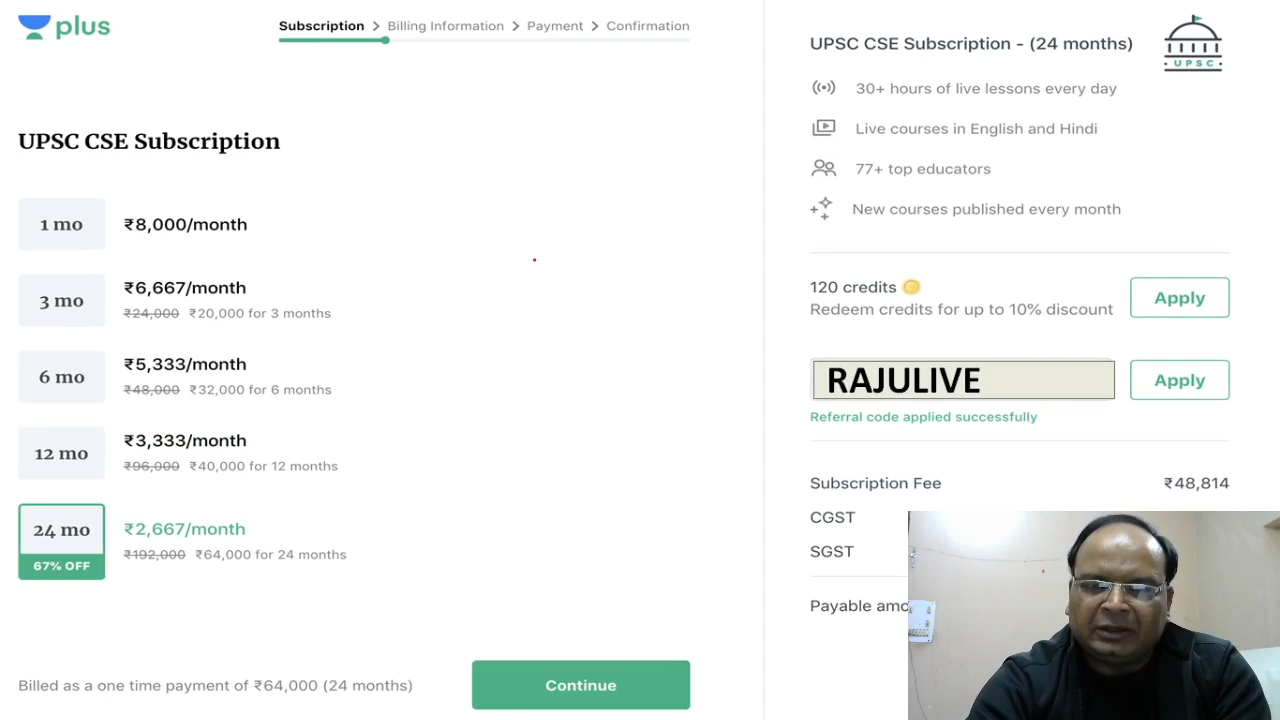 plus
Subscription > Billing Information > Payment > Confirmation
UPSC CSE Subscription
1 mo ₹8,000/month
3 mo ₹6,667/month
₹24,000 ₹20,000 for 3 months
6 mo ₹5,333/month
₹48,000 ₹32,000 for 6 months
12 mo ₹3,333/month
₹96,000 ₹40,000 for 12 months
24 mo ₹2,667/month
67% OFF ₹192,000 ₹64,000 for 24 months
Billed as a one time payment of ₹64,000 (24 months)
Continue
UPSC CSE Subscription - (24 months)
UPSC
30+ hours of live lessons every day
Live courses in English and Hindi
77+ top educators
New courses published every month
120 credits
Redeem credits for up to 10% discount
Apply
RAJULIVE
Apply
Referral code applied successfully
Subscription Fee ₹48,814
CGST
SGST
Payable amo